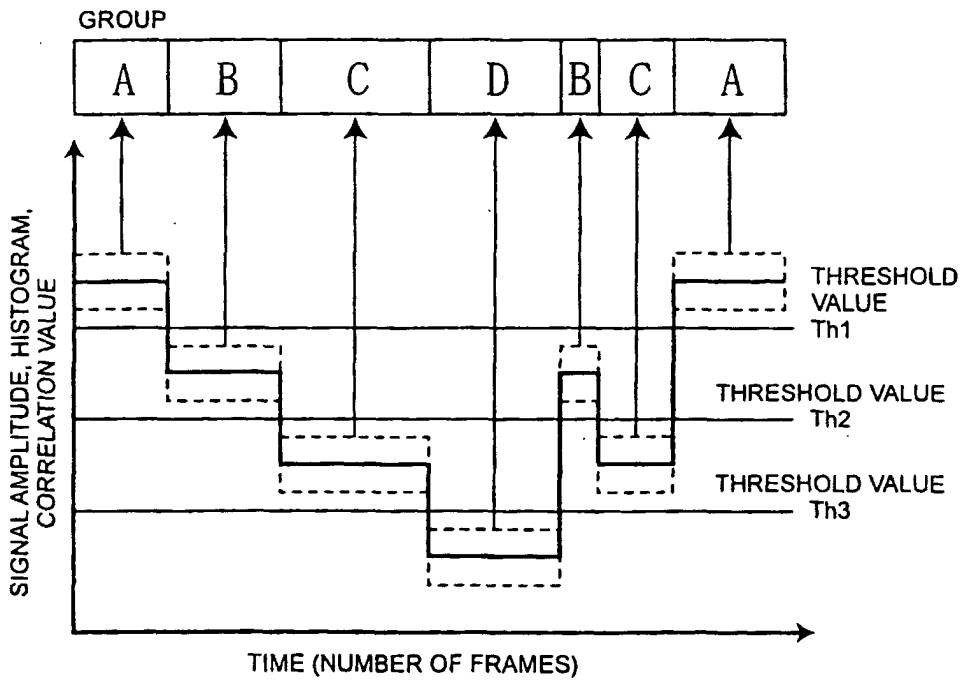 GROUP
A B C D B C A
SIGNAL AMPLITUDE, HISTOGRAM,
CORRELATION VALUE
THRESHOLD
VALUE
Th1
THRESHOLD VALUE
Th2
THRESHOLD VALUE
Th3
TIME (NUMBER OF FRAMES)